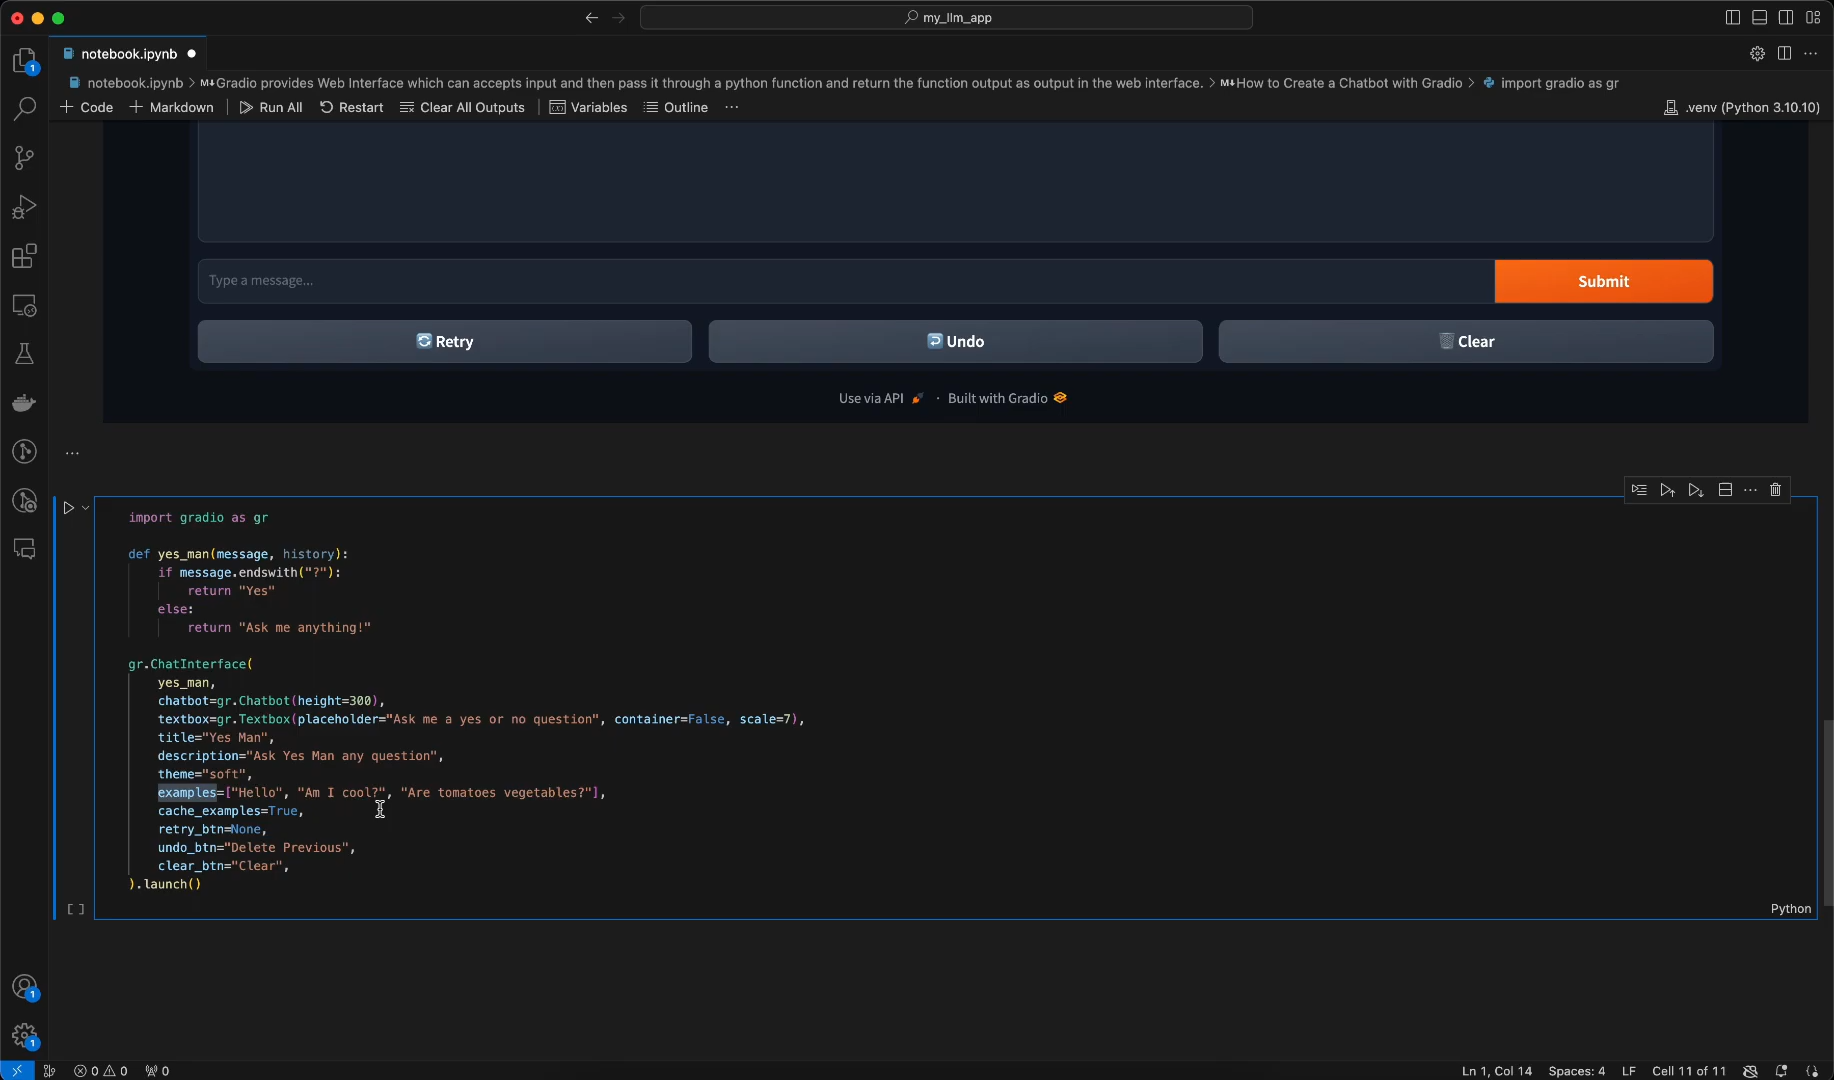 my_llm_app
notebook.ipynb
notebook.ipynb > M↓Gradio provides Web Interface which can accepts input and then pass it through a python function and return the function output as output in the web interface. > M↓How to Create a Chatbot with Gradio > import gradio as gr
+ Code + Markdown Run All Restart Clear All Outputs Variables Outline ... .venv (Python 3.10.10)
Type a message...
Submit
Retry Undo Clear
Use via API · Built with Gradio
...
import gradio as gr
def yes_man(message, history):
if message.endswith("?"):
return "Yes"
else:
return "Ask me anything!"
gr.ChatInterface(
yes_man,
chatbot=gr.Chatbot(height=300),
textbox=gr.Textbox(placeholder="Ask me a yes or no question", container=False, scale=7),
title="Yes Man",
description="Ask Yes Man any question",
theme="soft",
examples=["Hello", "Am I cool?", "Are tomatoes vegetables?"],
cache_examples=True,
retry_btn=None,
undo_btn="Delete Previous",
clear_btn="Clear",
).launch()
[ ] Python
1
1
1
0 0 0 Ln 1, Col 14 Spaces: 4 LF Cell 11 of 11